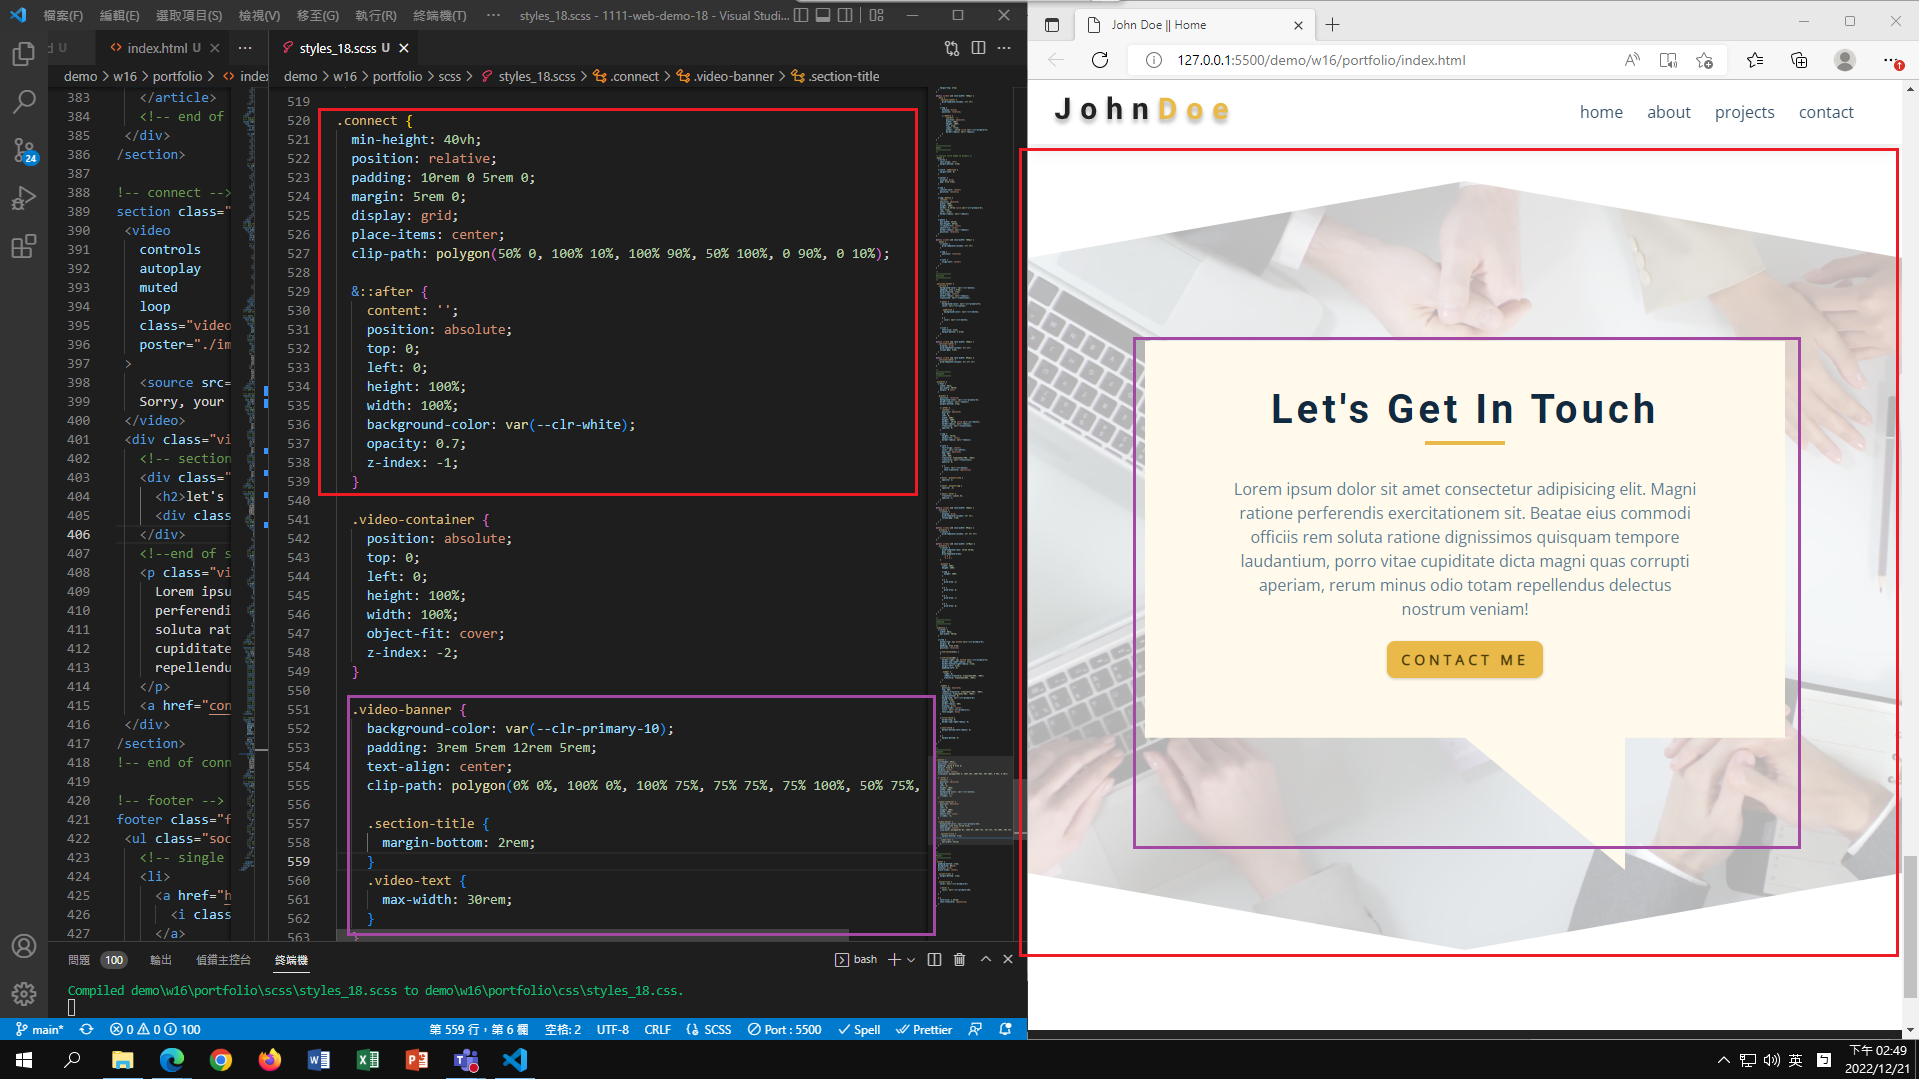 檔案(F) 編輯(E) 選取項目(S) 檢視(V) 移至(G) 執行(R) 終端機(T) ··· styles_18.scss - 1111-web-demo-18 - Visual Studi...
d U index.html U ··· styles_18.scss U
demo > w16 > portfolio > index
383 </article>
384 <!-- end of
385 </div>
386 /section>
387
388 !-- connect -->
389 section class="
390 <video
391 controls
392 autoplay
393 muted
394 loop
395 class="video
396 poster="./im
397 >
398 <source src=
399 Sorry, your
400 </video>
401 <div class="vi
402 <!-- section
403 <div class="
404 <h2>let's
405 <div class
406 </div>
407 <!--end of s
408 <p class="vi
409 Lorem ipsu
410 perferendi
411 soluta rat
412 cupiditate
413 repellendu
414 </p>
415 <a href="con
416 </div>
417 /section>
418 !-- end of conn
419
420 !-- footer -->
421 footer class="f
422 <ul class="soc
423 <!-- single
424 <li>
425 <a href="h
426 <i clas
427 </a>
demo > w16 > portfolio > scss > styles_18.scss > .connect > .video-banner > .section-title
519
520 .connect {
521 min-height: 40vh;
522 position: relative;
523 padding: 10rem 0 5rem 0;
524 margin: 5rem 0;
525 display: grid;
526 place-items: center;
527 clip-path: polygon(50% 0, 100% 10%, 100% 90%, 50% 100%, 0 90%, 0 10%);
528
529 &::after {
530 content: '';
531 position: absolute;
532 top: 0;
533 left: 0;
534 height: 100%;
535 width: 100%;
536 background-color: var(--clr-white);
537 opacity: 0.7;
538 z-index: -1;
539 }
540
541 .video-container {
542 position: absolute;
543 top: 0;
544 left: 0;
545 height: 100%;
546 width: 100%;
547 object-fit: cover;
548 z-index: -2;
549 }
550
551 .video-banner {
552 background-color: var(--clr-primary-10);
553 padding: 3rem 5rem 12rem 5rem;
554 text-align: center;
555 clip-path: polygon(0% 0%, 100% 0%, 100% 75%, 75% 75%, 75% 100%, 50% 75%,
556
557 .section-title {
558 margin-bottom: 2rem;
559 }
560 .video-text {
561 max-width: 30rem;
562 }
563 }
問題 100 輸出 偵錯主控台 終端機 bash
Compiled demo\w16\portfolio\scss\styles_18.scss to demo\w16\portfolio\css\styles_18.css.
24
main* 0 0 100 第 559 行，第 6 欄 空格: 2 UTF-8 CRLF SCSS Port : 5500 Spell Prettier
John Doe || Home
127.0.0.1:5500/demo/w16/portfolio/index.html
JohnDoe home about projects contact
Let's Get In Touch
Lorem ipsum dolor sit amet consectetur adipisicing elit. Magni
ratione perferendis exercitationem sit. Beatae eius commodi
officiis rem soluta ratione dignissimos quisquam tempore
laudantium, porro vitae cupiditate dicta magni quas corrupti
aperiam, rerum minus odio totam repellendus delectus
nostrum veniam!
CONTACT ME
英 下午 02:49
2022/12/21